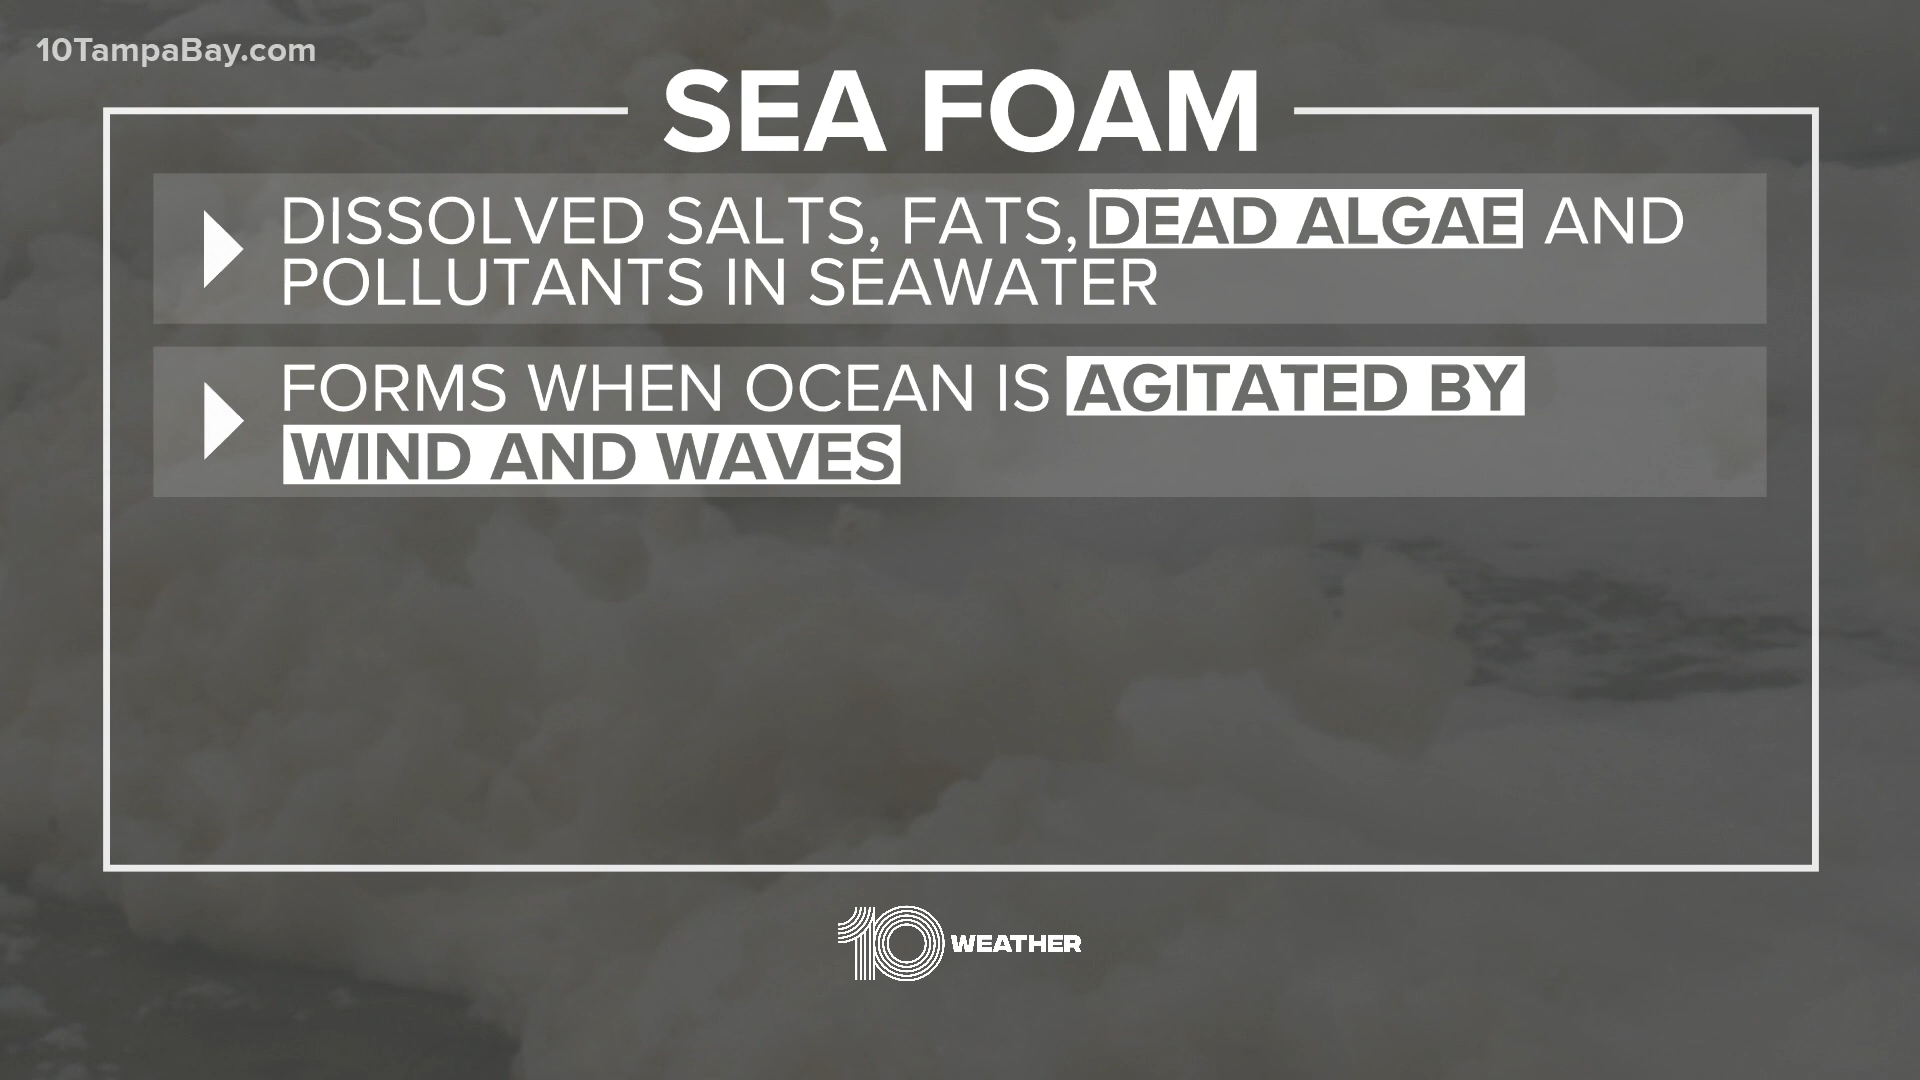 10TampaBay.com
SEA FOAM
DISSOLVED SALTS, FATS, DEAD ALGAE AND
POLLUTANTS IN SEAWATER
FORMS WHEN OCEAN IS AGITATED BY
WIND AND WAVES
10 WEATHER